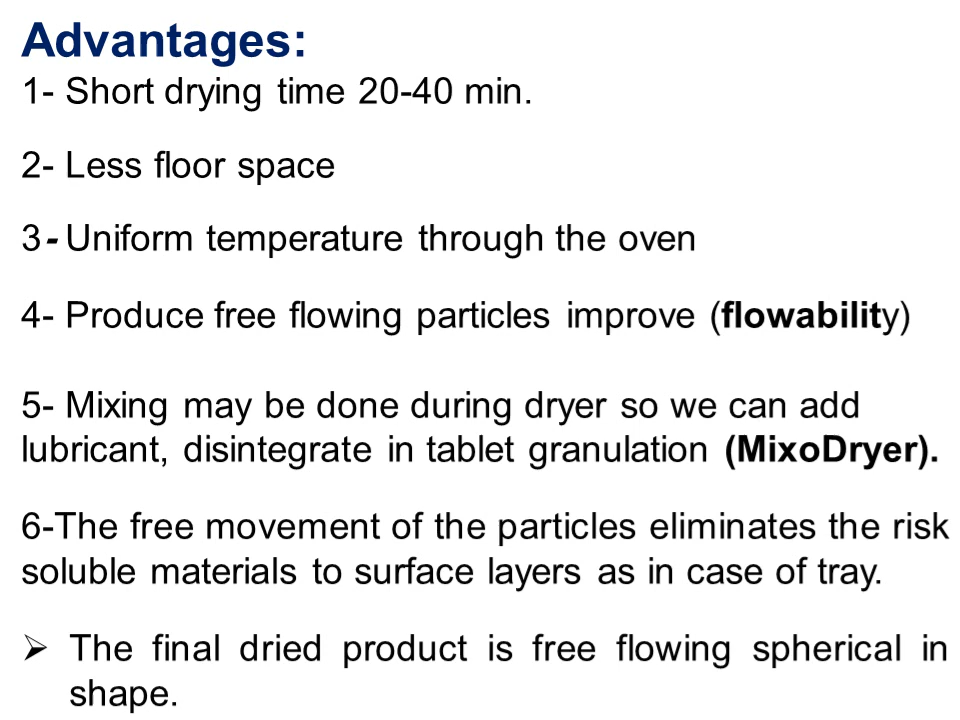 Advantages:
1- Short drying time 20-40 min.
2- Less floor space
3- Uniform temperature through the oven
4- Produce free flowing particles improve (flowability)
5- Mixing may be done during dryer so we can add
lubricant, disintegrate in tablet granulation (MixoDryer).
6-The free movement of the particles eliminates the risk
soluble materials to surface layers as in case of tray.
➢ The final dried product is free flowing spherical in
shape.